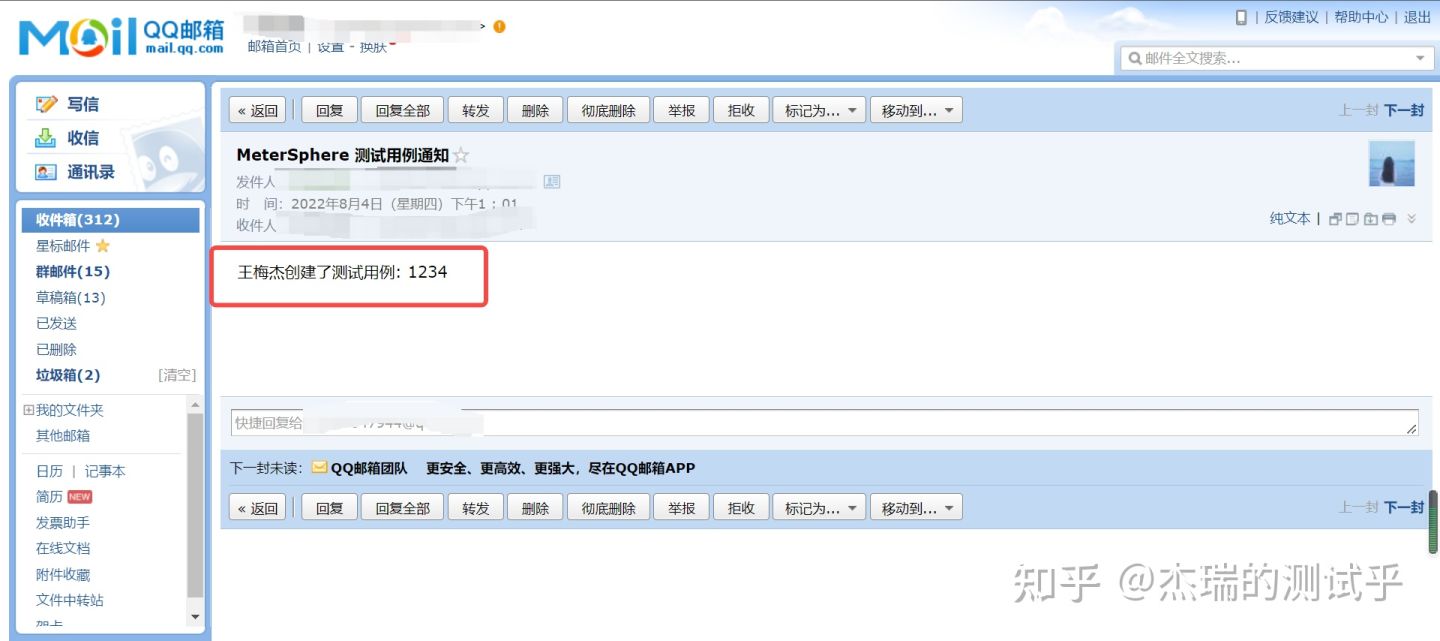 Mail QQ邮箱
mail.qq.com
邮箱首页 | 设置 - 换肤
| 反馈建议 | 帮助中心 | 退出
邮件全文搜索...
写信
收信
通讯录
收件箱(312)
星标邮件
群邮件(15)
草稿箱(13)
已发送
已删除
垃圾箱(2) [清空]
我的文件夹
其他邮箱
日历 | 记事本
简历 NEW
发票助手
在线文档
附件收藏
文件中转站
贺卡
« 返回 回复 回复全部 转发 删除 彻底删除 举报 拒收 标记为... 移动到... 上一封 下一封
MeterSphere 测试用例通知
发件人
时 间： 2022年8月4日（星期四）下午1：01
收件人
纯文本 |
王梅杰创建了测试用例：1234
快捷回复给
下一封未读： QQ邮箱团队 更安全、更高效、更强大，尽在QQ邮箱APP
« 返回 回复 回复全部 转发 删除 彻底删除 举报 拒收 标记为... 移动到... 上一封 下一封
知乎 @杰瑞的测试乎